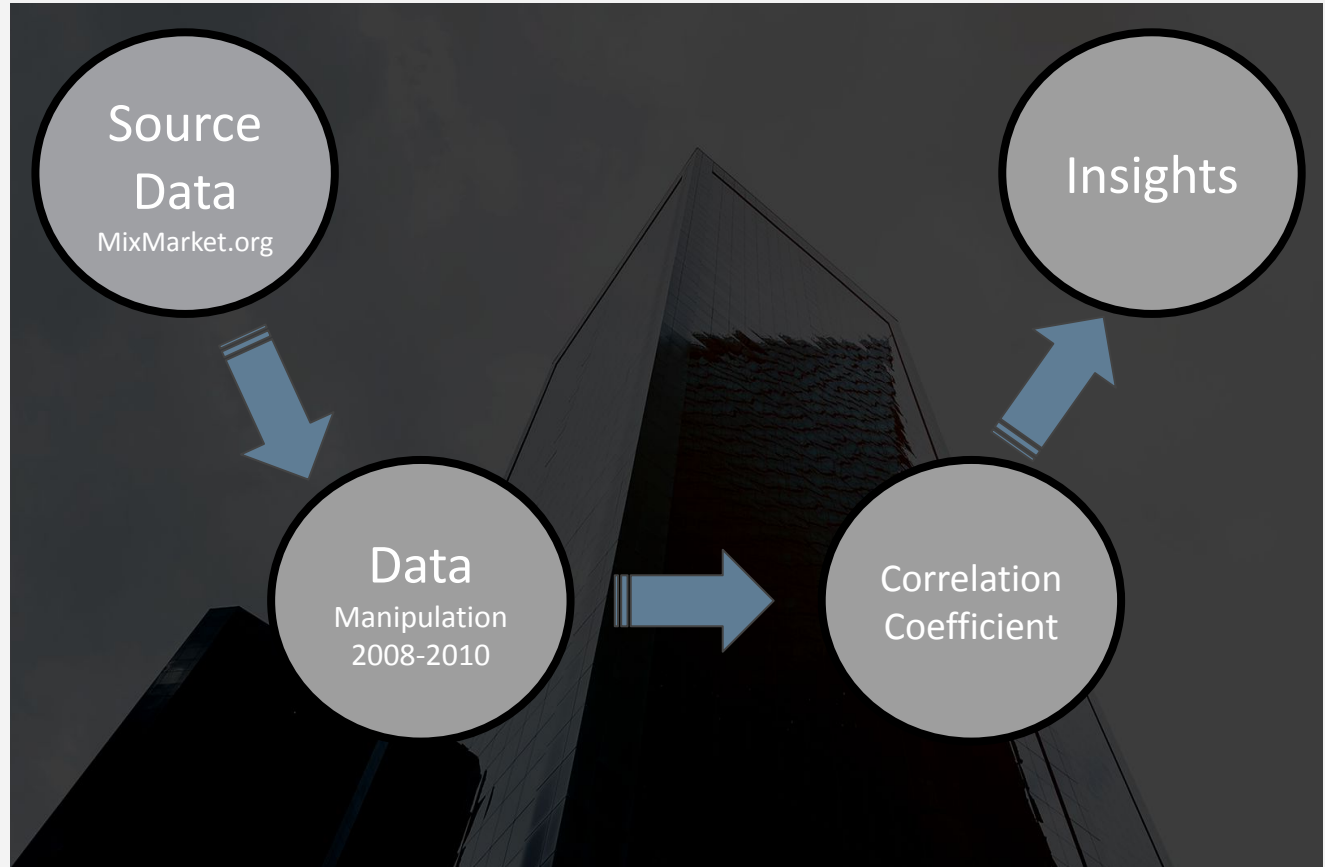 Source
Data
MixMarket.org
Data
Manipulation
2008-2010
Correlation
Coefficient
Insights